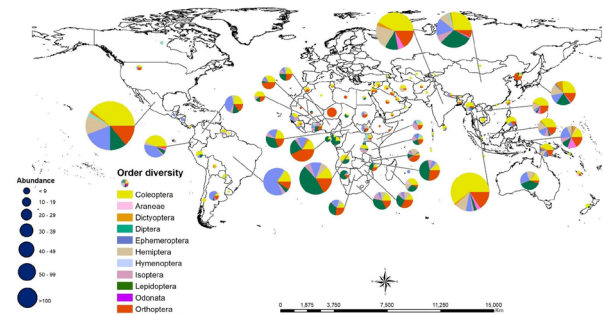 Abundance
< 9
10 - 19
20 - 29
30 - 39
40 - 49
50 - 99
>100
Order diversity
Coleoptera
Araneae
Dictyoptera
Diptera
Ephemeroptera
Hemiptera
Hymenoptera
Isoptera
Lepidoptera
Odonata
Orthoptera
0 1,875 3,750 7,500 11,250 15,000
Km